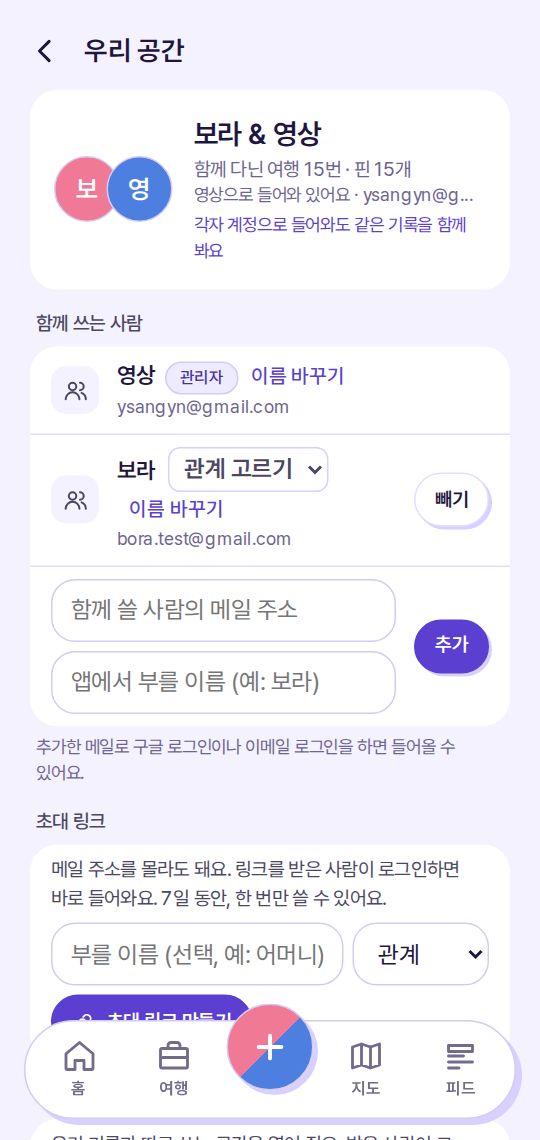 우리 공간
보라 & 영상
함께 다닌 여행 15번 · 핀 15개
영상으로 들어와 있어요 · ysangyn@g...
각자 계정으로 들어와도 같은 기록을 함께
봐요
보
영
함께 쓰는 사람
영상 관리자 이름 바꾸기
ysangyn@gmail.com
보라 관계 고르기
이름 바꾸기
bora.test@gmail.com
빼기
함께 쓸 사람의 메일 주소
앱에서 부를 이름 (예: 보라)
추가
추가한 메일로 구글 로그인이나 이메일 로그인을 하면 들어올 수
있어요.
초대 링크
메일 주소를 몰라도 돼요. 링크를 받은 사람이 로그인하면
바로 들어와요. 7일 동안, 한 번만 쓸 수 있어요.
부를 이름 (선택, 예: 어머니) 관계
초대 링크 만들기
홈
여행
지도
피드